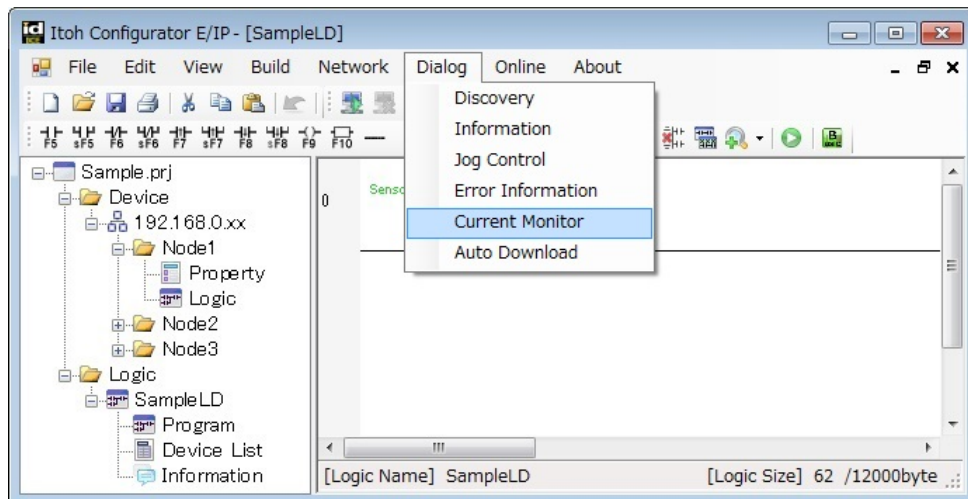 Itoh Configurator E/IP - [SampleLD]
File Edit View Build Network Dialog Online About
Discovery
Information
Jog Control
Error Information
Current Monitor
Auto Download
F5 sF5 F6 sF6 F7 sF7 F8 sF8 F9 F10
Sample.prj
Device
192.168.0.xx
Node1
Property
Logic
Node2
Node3
Logic
SampleLD
Program
Device List
Information
0
[Logic Name] SampleLD [Logic Size] 62 /12000byte